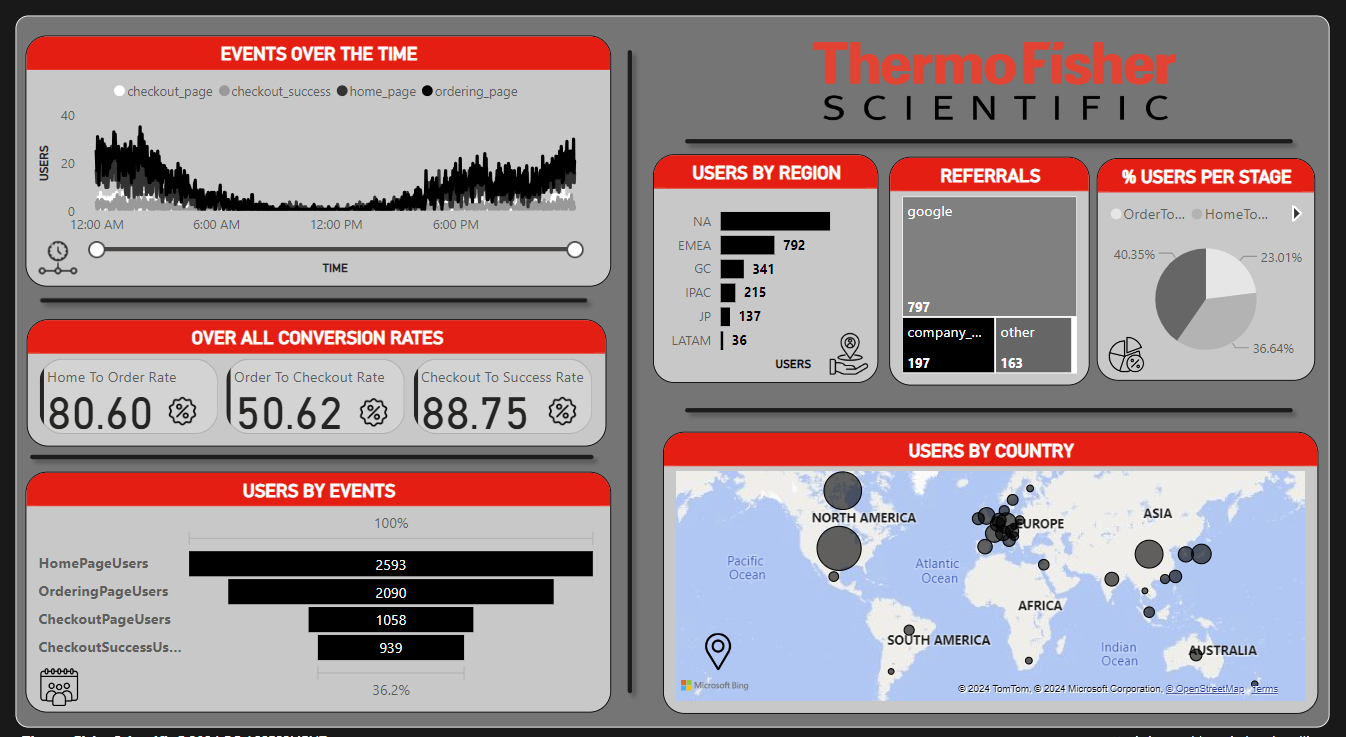 EVENTS OVER THE TIME
checkout_page checkout_success home_page ordering_page
40
20
0
USERS
12:00 AM 6:00 AM 12:00 PM 6:00 PM
TIME
OVER ALL CONVERSION RATES
Home To Order Rate
80.60
Order To Checkout Rate
50.62
Checkout To Success Rate
88.75
USERS BY EVENTS
100%
HomePageUsers 2593
OrderingPageUsers 2090
CheckoutPageUsers 1058
CheckoutSuccessUs... 939
36.2%
ThermoFisher
SCIENTIFIC
USERS BY REGION
NA
EMEA 792
GC 341
IPAC 215
JP 137
LATAM 36
USERS
REFERRALS
google
797
company_...
197
other
163
% USERS PER STAGE
OrderTo... HomeTo...
40.35%
23.01%
36.64%
USERS BY COUNTRY
NORTH AMERICA
EUROPE
ASIA
Pacific
Ocean
Atlantic
Ocean
AFRICA
SOUTH AMERICA
Indian
Ocean
AUSTRALIA
Microsoft Bing
© 2024 TomTom, © 2024 Microsoft Corporation, © OpenStreetMap Terms